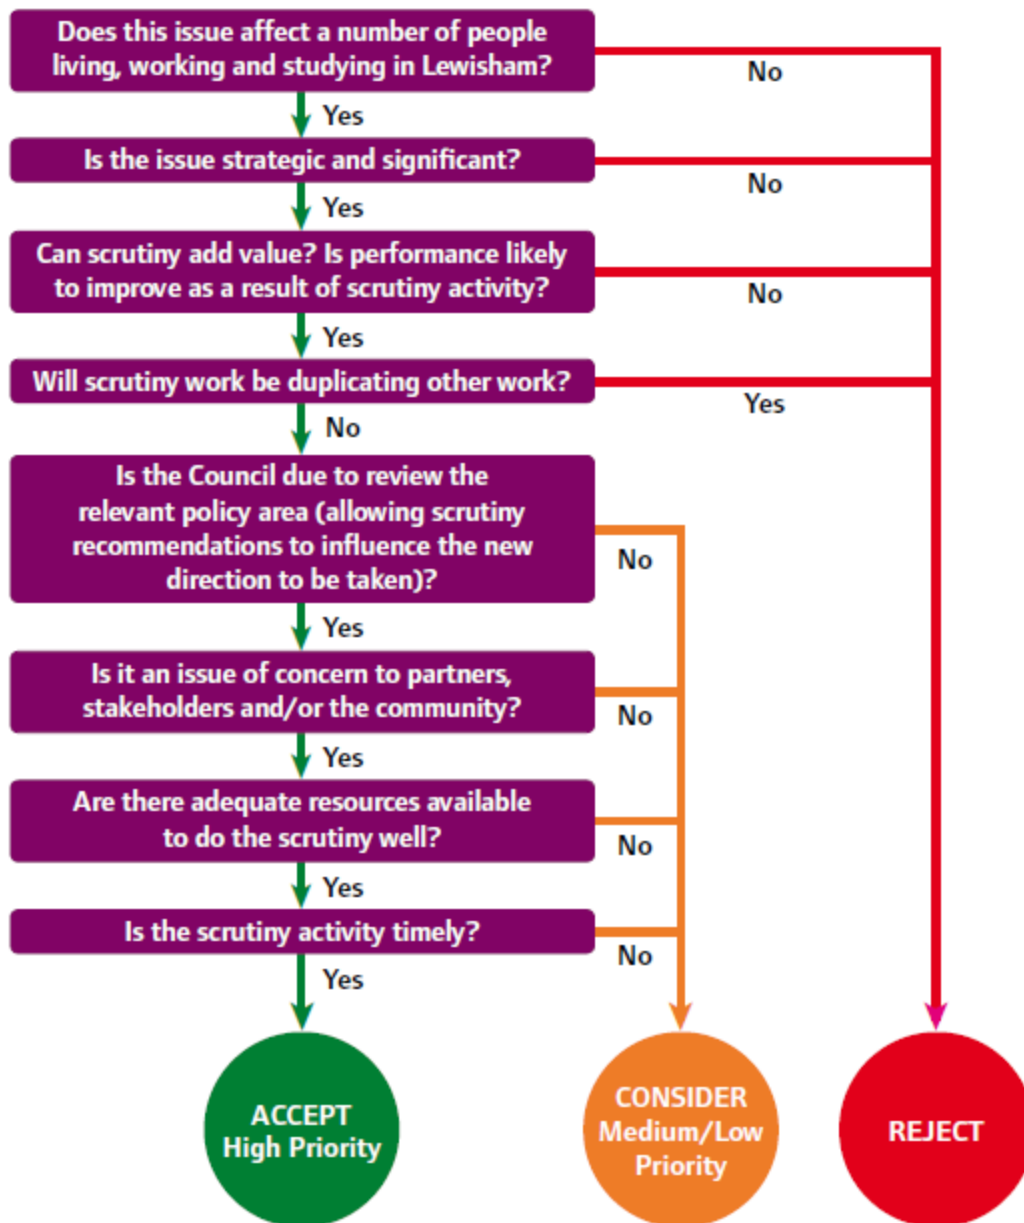 Does this issue affect a number of people
living, working and studying in Lewisham?
No
Yes
Is the issue strategic and significant?
No
Yes
Can scrutiny add value? Is performance likely
to improve as a result of scrutiny activity?
No
Yes
Will scrutiny work be duplicating other work?
Yes
No
Is the Council due to review the
relevant policy area (allowing scrutiny
recommendations to influence the new
direction to be taken)?
No
Yes
Is it an issue of concern to partners,
stakeholders and/or the community?
No
Yes
Are there adequate resources available
to do the scrutiny well?
No
Yes
Is the scrutiny activity timely?
No
Yes
ACCEPT
High Priority
CONSIDER
Medium/Low
Priority
REJECT